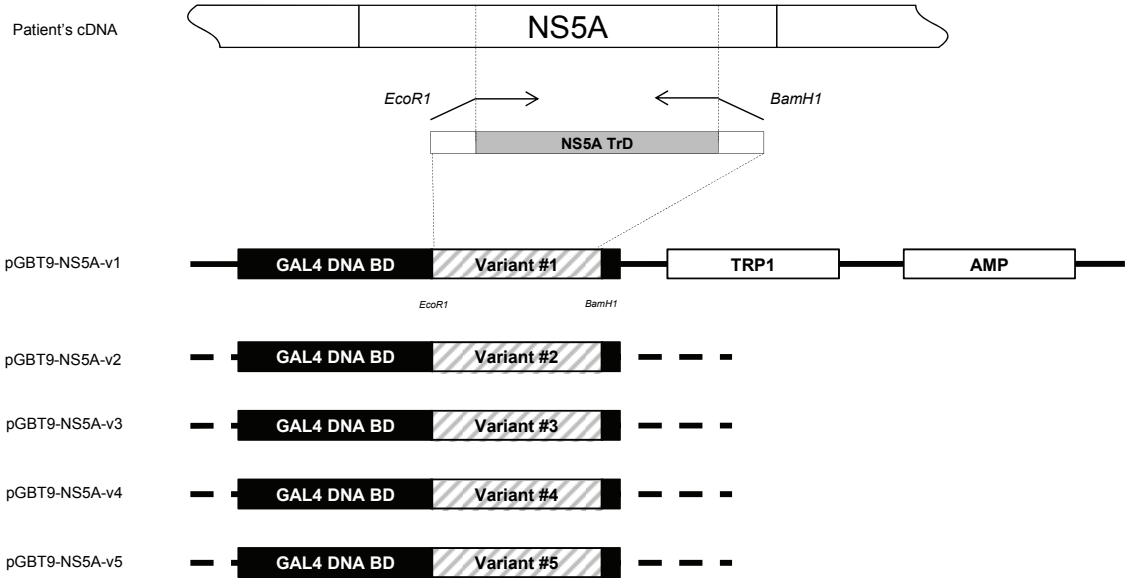 Patient's cDNA
NS5A
EcoR1
BamH1
NS5A TrD
pGBT9-NS5A-v1
GAL4 DNA BD
Variant #1
TRP1
AMP
EcoR1
BamH1
pGBT9-NS5A-v2
GAL4 DNA BD
Variant #2
pGBT9-NS5A-v3
GAL4 DNA BD
Variant #3
pGBT9-NS5A-v4
GAL4 DNA BD
Variant #4
pGBT9-NS5A-v5
GAL4 DNA BD
Variant #5